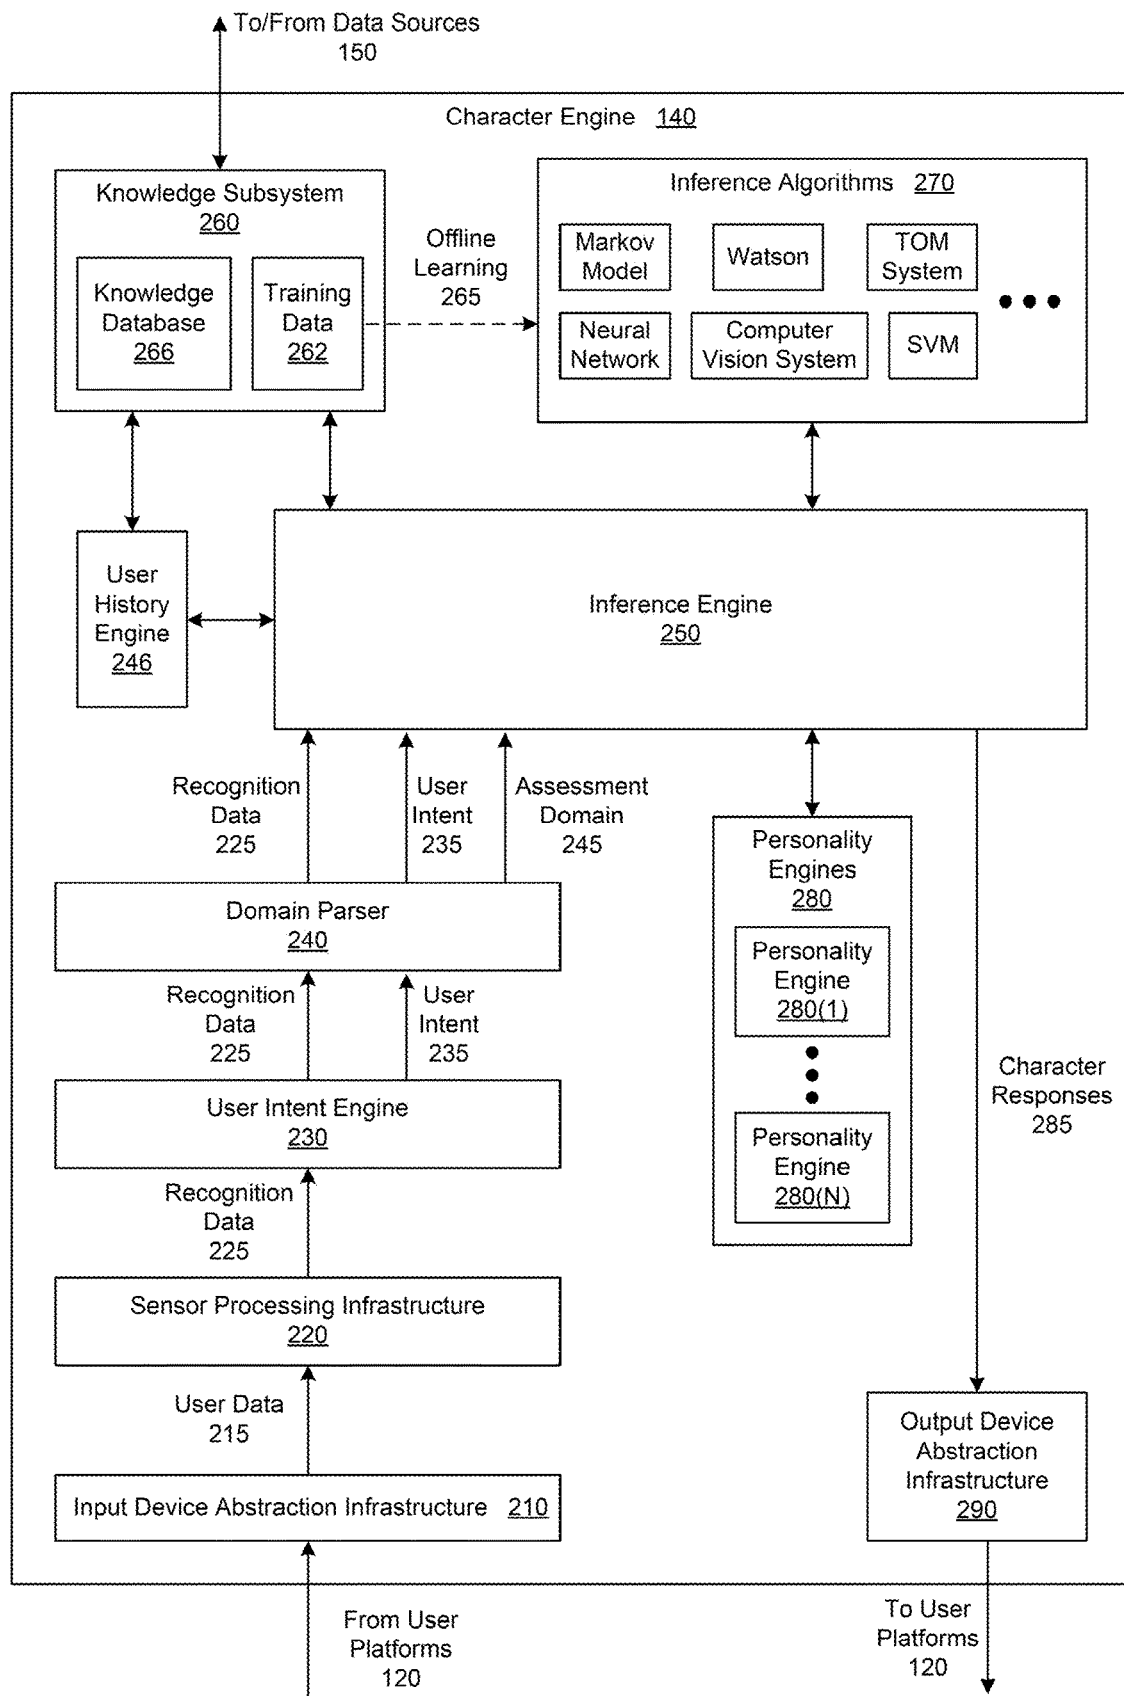 To/From Data Sources
150
Character Engine 140
Knowledge Subsystem
260
Knowledge
Database
266
Training
Data
262
Offline
Learning
265
Inference Algorithms 270
Markov
Model
Watson
TOM
System
Neural
Network
Computer
Vision System
SVM
User
History
Engine
246
Inference Engine
250
Recognition
Data
225
User
Intent
235
Assessment
Domain
245
Domain Parser
240
Recognition
Data
225
User
Intent
235
User Intent Engine
230
Recognition
Data
225
Sensor Processing Infrastructure
220
User Data
215
Input Device Abstraction Infrastructure 210
From User
Platforms
120
Personality
Engines
280
Personality
Engine
280(1)
Personality
Engine
280(N)
Character
Responses
285
Output Device
Abstraction
Infrastructure
290
To User
Platforms
120